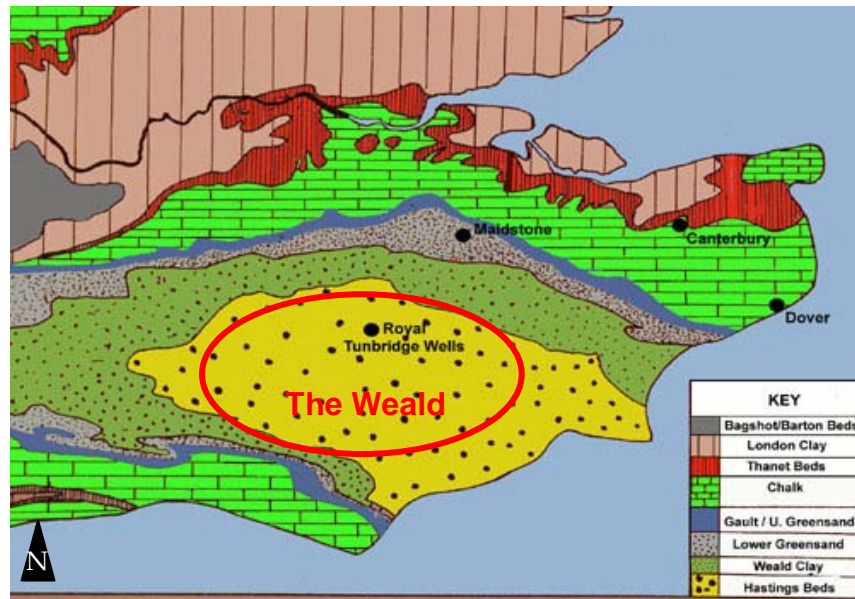 Maidstone
Canterbury
Dover
Royal
Tunbridge Wells
The Weald
N
KEY
Bagshot/Barton Beds
London Clay
Thanet Beds
Chalk
Gault / U. Greensand
Lower Greensand
Weald Clay
Hastings Beds